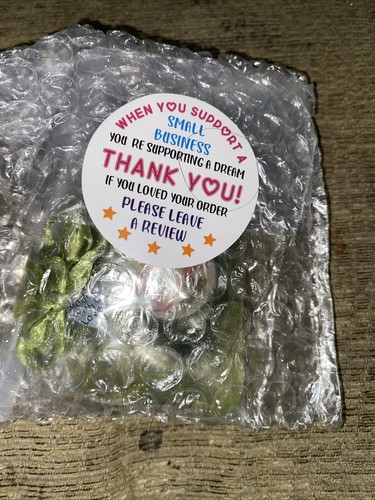 WHEN YOU SUPPORT A
SMALL
BUSINESS
YOU RE SUPPORTING A DREAM
THANK YOU!
IF YOU LOVED YOUR ORDER
PLEASE LEAVE
A REVIEW